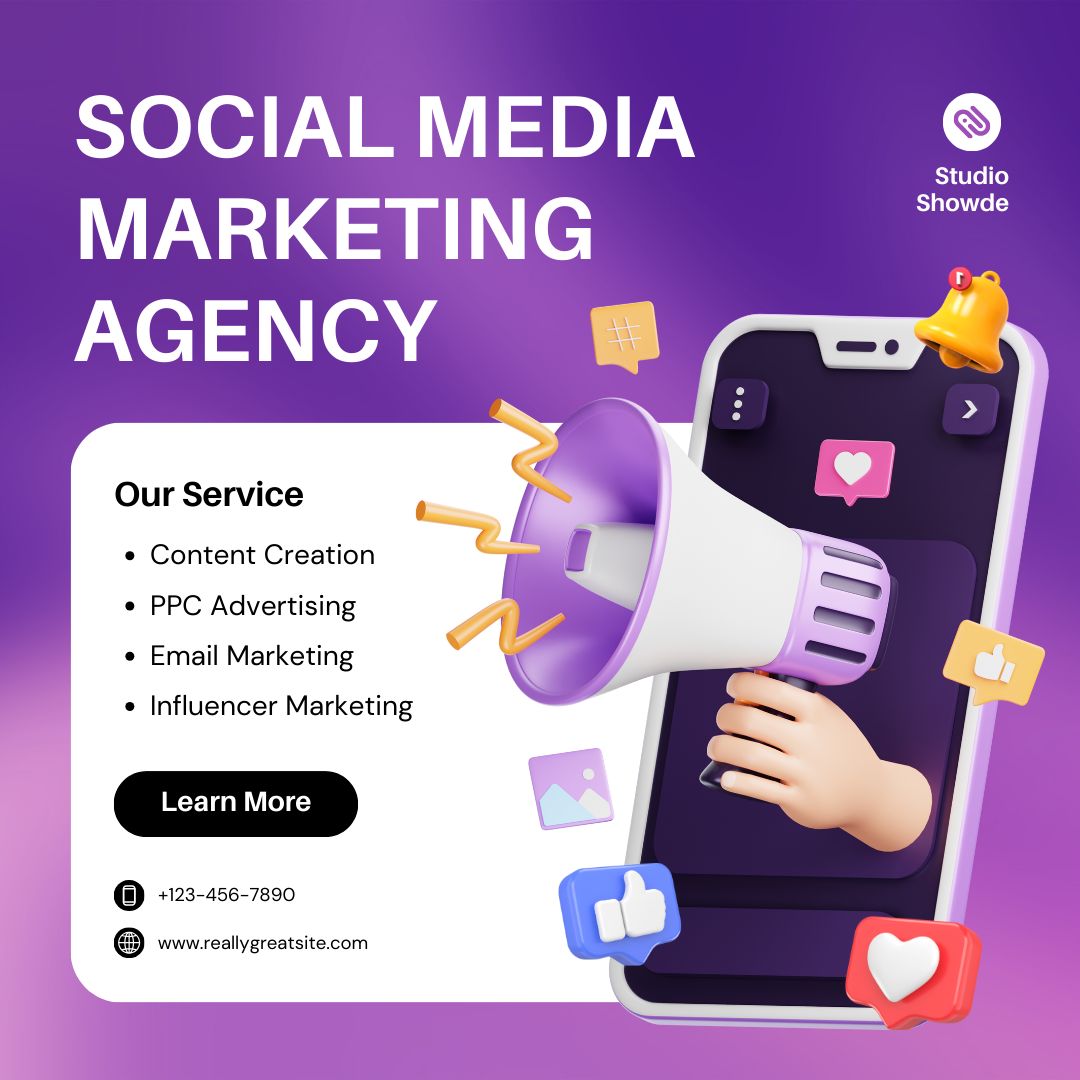 SOCIAL MEDIA
MARKETING
AGENCY
Studio
Showde
1
Our Service
• Content Creation
• PPC Advertising
• Email Marketing
• Influencer Marketing
Learn More
+123-456-7890
www.reallygreatsite.com